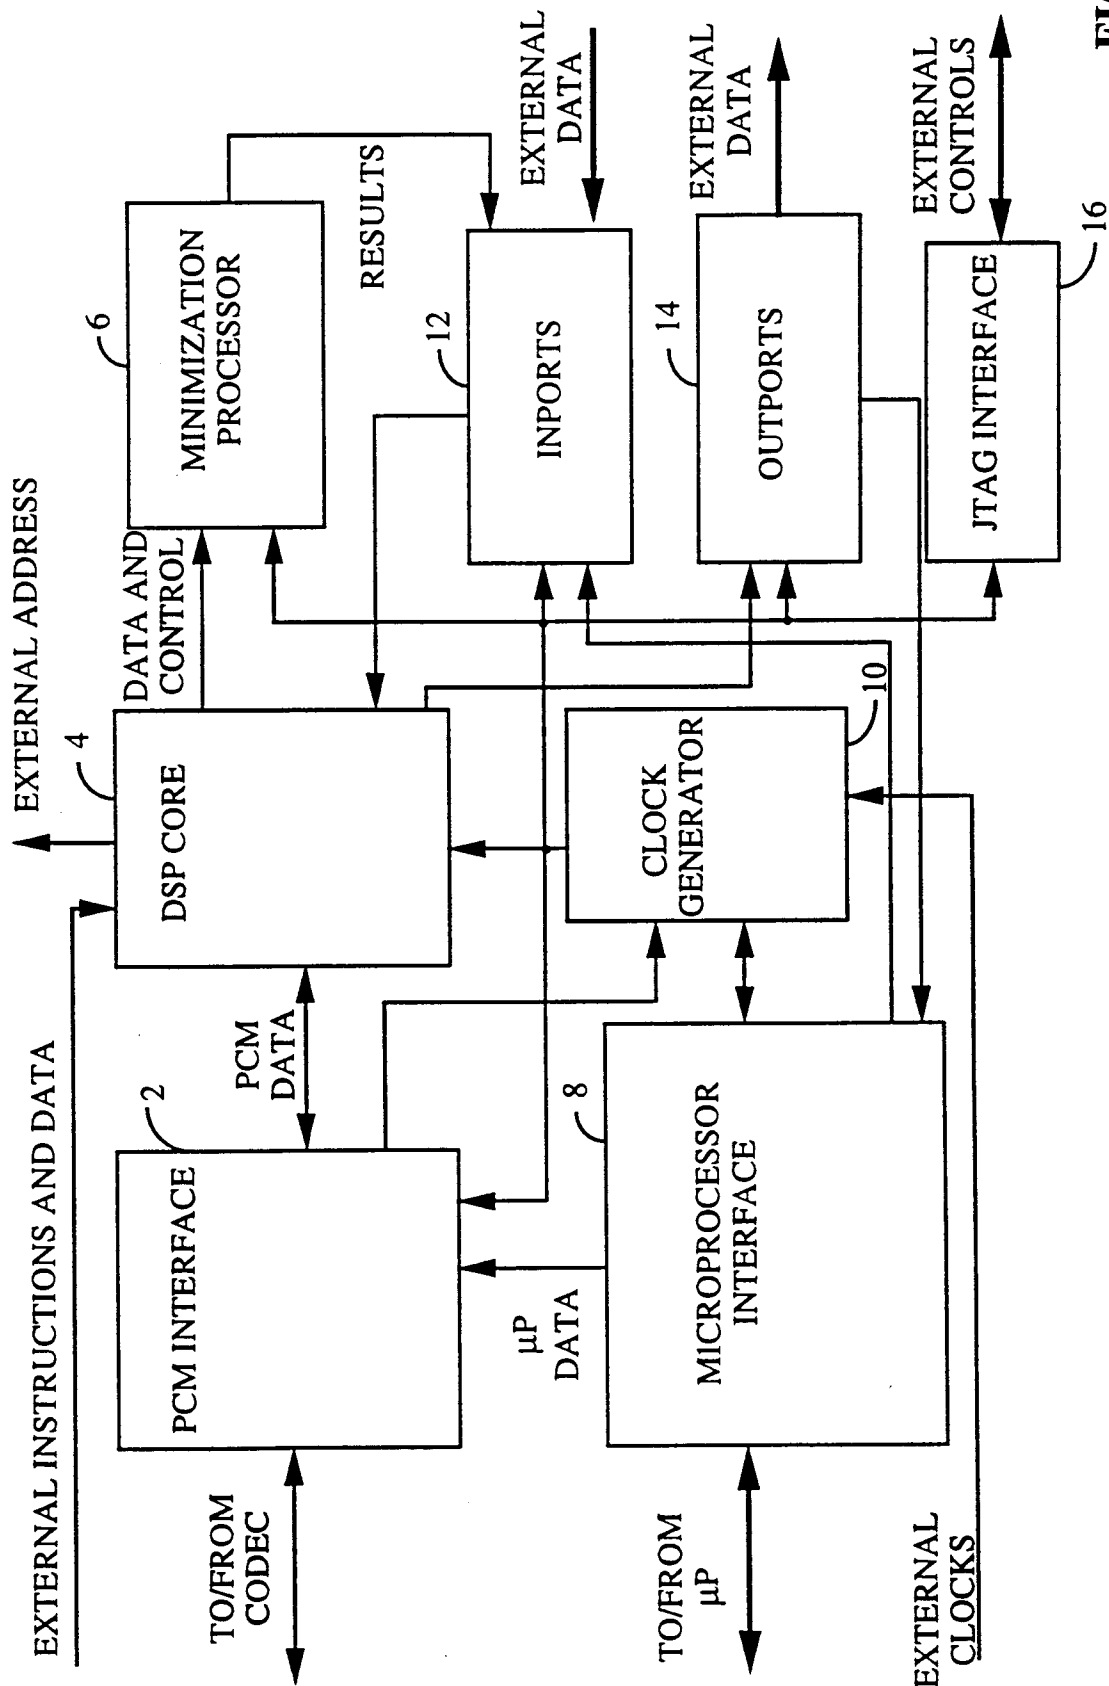 EXTERNAL INSTRUCTIONS AND DATA
EXTERNAL ADDRESS
TO/FROM
CODEC
2
PCM INTERFACE
PCM
DATA
4
DSP CORE
DATA AND
CONTROL
6
MINIMIZATION
PROCESSOR
RESULTS
µP
DATA
TO/FROM
µP
8
MICROPROCESSOR
INTERFACE
CLOCK
GENERATOR
10
12
INPORTS
EXTERNAL
DATA
14
OUTPORTS
EXTERNAL
DATA
EXTERNAL
CLOCKS
JTAG INTERFACE
16
EXTERNAL
CONTROLS